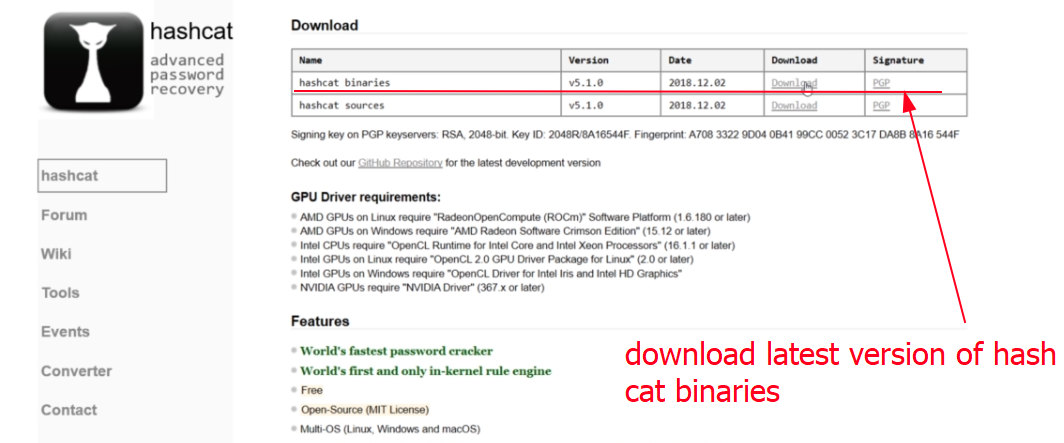 hashcat
advanced
password
recovery
hashcat
Forum
Wiki
Tools
Events
Converter
Contact
Download
Name Version Date Download Signature
hashcat binaries v5.1.0 2018.12.02 Download PGP
hashcat sources v5.1.0 2018.12.02 Download PGP
Signing key on PGP keyservers: RSA, 2048-bit. Key ID: 2048R/8A16544F. Fingerprint: A708 3322 9D04 0B41 99CC 0052 3C17 DA8B 8A16 544F
Check out our GitHub Repository for the latest development version
GPU Driver requirements:
AMD GPUs on Linux require "RadeonOpenCompute (ROCm)" Software Platform (1.6.180 or later)
AMD GPUs on Windows require "AMD Radeon Software Crimson Edition" (15.12 or later)
Intel CPUs require "OpenCL Runtime for Intel Core and Intel Xeon Processors" (16.1.1 or later)
Intel GPUs on Linux require "OpenCL 2.0 GPU Driver Package for Linux" (2.0 or later)
Intel GPUs on Windows require "OpenCL Driver for Intel Iris and Intel HD Graphics"
NVIDIA GPUs require "NVIDIA Driver" (367.x or later)
Features
World's fastest password cracker
World's first and only in-kernel rule engine
Free
Open-Source (MIT License)
Multi-OS (Linux, Windows and macOS)
download latest version of hash
cat binaries